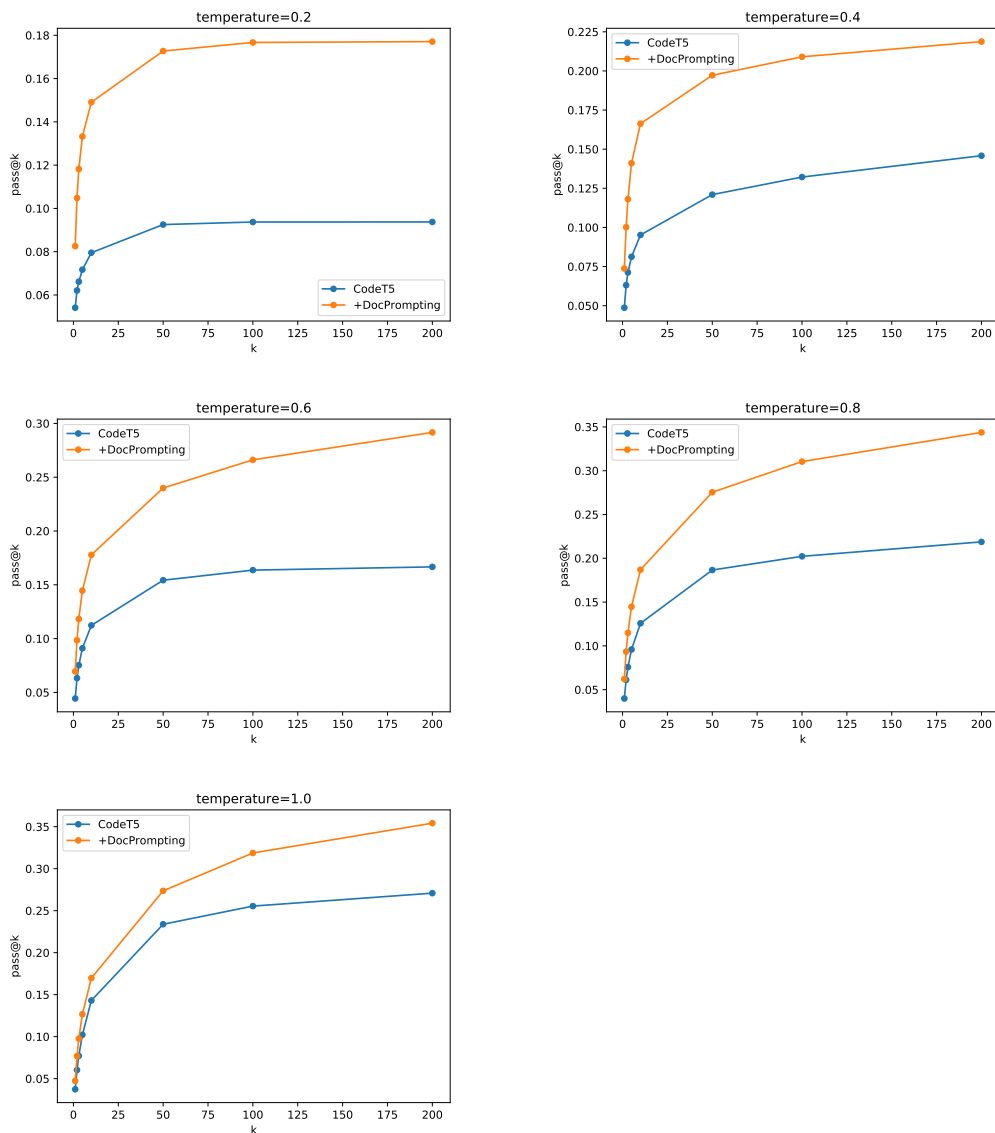 temperature=0.2
0.18
0.16
0.14
0.12
0.10
0.08
0.06
pass@k
CodeT5
+DocPrompting
0 25 50 75 100 125 150 175 200
k
temperature=0.4
0.225
0.200
0.175
0.150
0.125
0.100
0.075
0.050
pass@k
CodeT5
+DocPrompting
0 25 50 75 100 125 150 175 200
k
temperature=0.6
0.30
0.25
0.20
0.15
0.10
0.05
pass@k
CodeT5
+DocPrompting
0 25 50 75 100 125 150 175 200
k
temperature=0.8
0.35
0.30
0.25
0.20
0.15
0.10
0.05
pass@k
CodeT5
+DocPrompting
0 25 50 75 100 125 150 175 200
k
temperature=1.0
0.35
0.30
0.25
0.20
0.15
0.10
0.05
pass@k
CodeT5
+DocPrompting
0 25 50 75 100 125 150 175 200
k